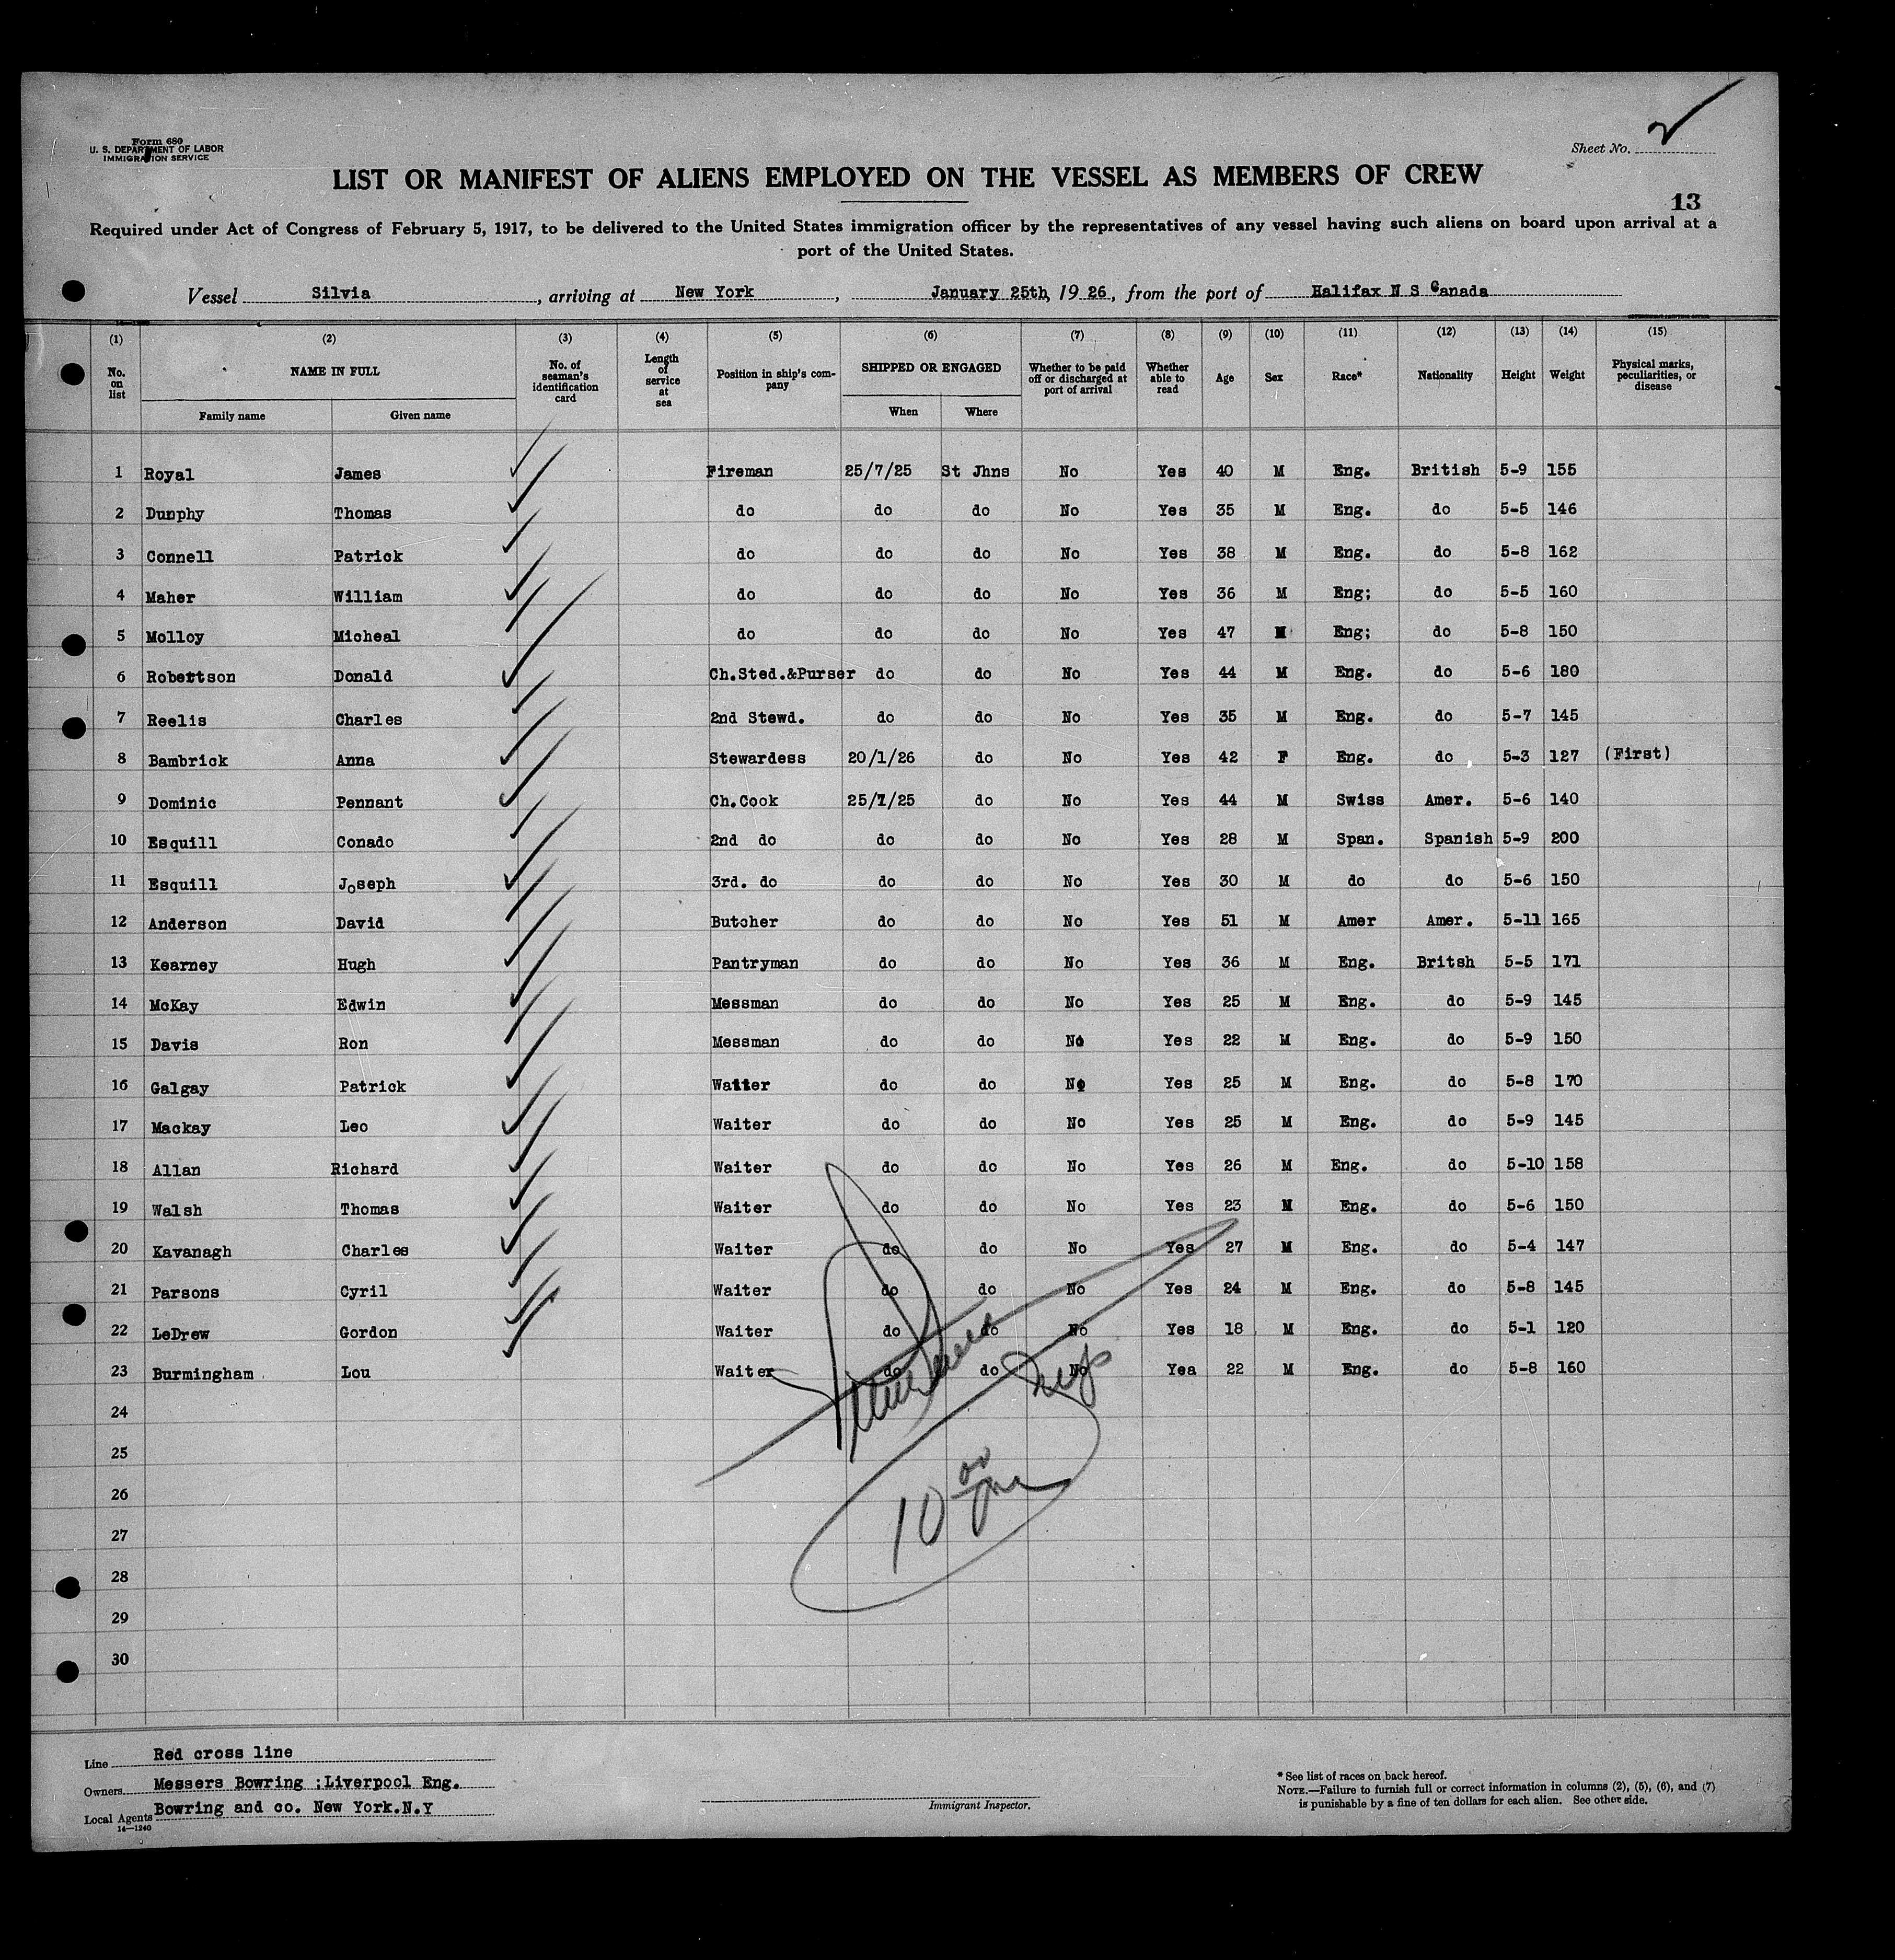 Form 680
U. S. DEPARTMENT OF LABOR
IMMIGRATION SERVICE
Sheet No. 2
LIST OR MANIFEST OF ALIENS EMPLOYED ON THE VESSEL AS MEMBERS OF CREW
13
Required under Act of Congress of February 5, 1917, to be delivered to the United States immigration officer by the representatives of any vessel having such aliens on board upon arrival at a
port of the United States.
Vessel Silvia, arriving at New York, January 25th, 1926, from the port of Halifax N S Canada
(1) (2) (3) (4) (5) (6) (7) (8) (9) (10) (11) (12) (13) (14) (15)
No. on list NAME IN FULL No. of seaman's identification card Length of service at sea Position in ship's company SHIPPED OR ENGAGED Whether to be paid off or discharged at port of arrival Whether able to read Age Sex Race* Nationality Height Weight Physical marks, peculiarities, or disease
Family name Given name When Where
1 Royal James Fireman 25/7/25 St Jhns No Yes 40 M Eng. British 5-9 155
2 Dunphy Thomas do do do No Yes 35 M Eng. do 5-5 146
3 Connell Patrick do do do No Yes 38 M Eng. do 5-8 162
4 Maher William do do do No Yes 36 M Eng; do 5-5 160
5 Molloy Micheal do do do No Yes 47 M Eng; do 5-8 150
6 Robertson Donald Ch.Sted.&Purser do do No Yes 44 M Eng. do 5-6 180
7 Reelis Charles 2nd Stewd. do do No Yes 35 M Eng. do 5-7 145
8 Bambrick Anna Stewardess 20/1/26 do No Yes 42 F Eng. do 5-3 127 (First)
9 Dominic Pennant Ch.Cook 25/7/25 do No Yes 44 M Swiss Amer. 5-6 140
10 Esquill Conado 2nd do do do No Yes 28 M Span. Spanish 5-9 200
11 Esquill Joseph 3rd. do do do No Yes 30 M do do 5-6 150
12 Anderson David Butcher do do No Yes 51 M Amer Amer. 5-11 165
13 Kearney Hugh Pantryman do do No Yes 36 M Eng. Britsh 5-5 171
14 McKay Edwin Messman do do No Yes 25 M Eng. do 5-9 145
15 Davis Ron Messman do do No Yes 22 M Eng. do 5-9 150
16 Galgay Patrick Waiter do do No Yes 25 M Eng. do 5-8 170
17 Mackay Leo Waiter do do No Yes 25 M Eng. do 5-9 145
18 Allan Richard Waiter do do No Yes 26 M Eng. do 5-10 158
19 Walsh Thomas Waiter do do No Yes 23 M Eng. do 5-6 150
20 Kavanagh Charles Waiter do do No Yes 27 M Eng. do 5-4 147
21 Parsons Cyril Waiter do do No Yes 24 M Eng. do 5-8 145
22 LeDrew Gordon Waiter do do No Yes 18 M Eng. do 5-1 120
23 Burmingham Lou Waiter do do No Yea 22 M Eng. do 5-8 160
24
25
26
27
28
29
30
10 00
Line Red cross line
Owners Messers Bowring ;Liverpool Eng.
Local Agents Bowring and co. New York.N.Y
14—1240
Immigrant Inspector.
* See list of races on back hereof.
NOTE.—Failure to furnish full or correct information in columns (2), (5), (6), and (7)
is punishable by a fine of ten dollars for each alien. See other side.